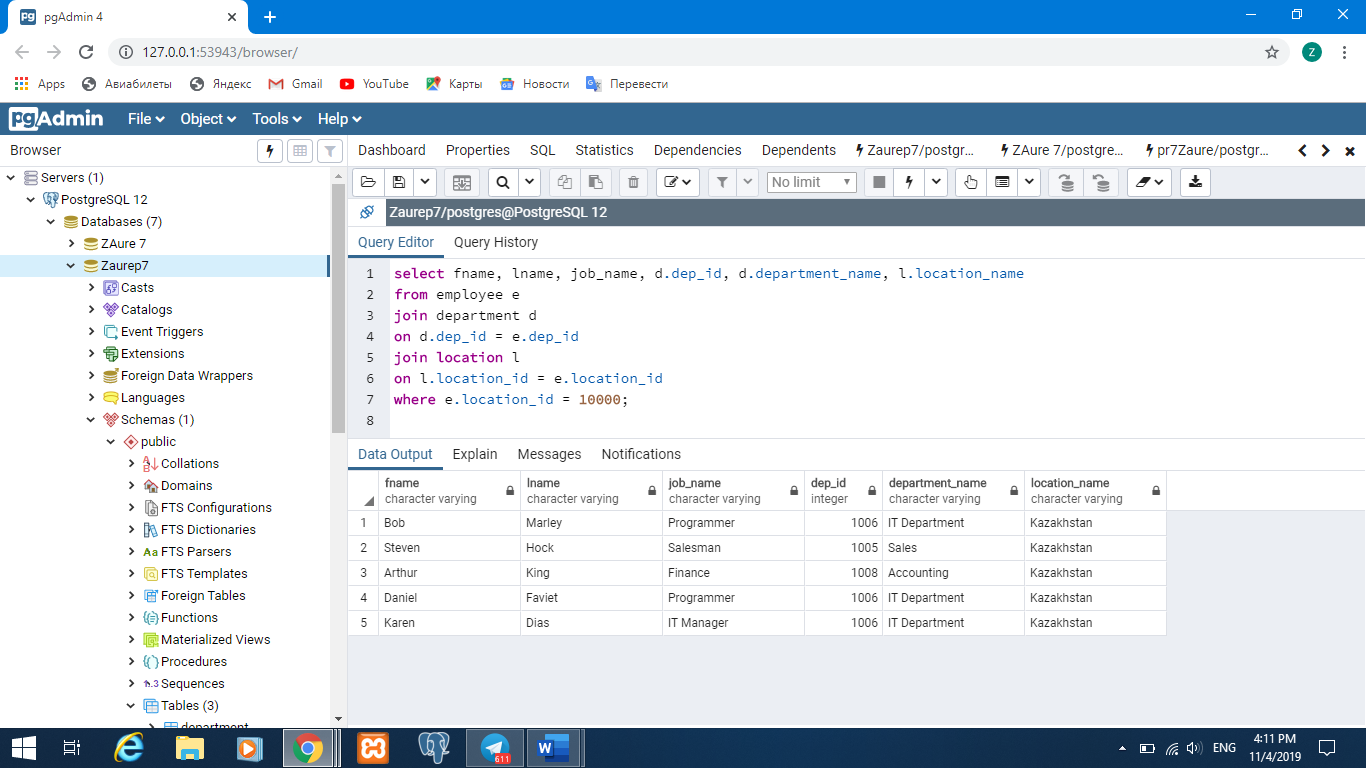 pgAdmin 4
127.0.0.1:53943/browser/
Z
Apps Авиабилеты Яндекс Gmail YouTube Карты Новости Перевести
pgAdmin File Object Tools Help
Browser
Servers (1)
PostgreSQL 12
Databases (7)
ZAure 7
Zaurep7
Casts
Catalogs
Event Triggers
Extensions
Foreign Data Wrappers
Languages
Schemas (1)
public
Collations
Domains
FTS Configurations
FTS Dictionaries
FTS Parsers
FTS Templates
Foreign Tables
Functions
Materialized Views
Procedures
Sequences
Tables (3)
department
Dashboard Properties SQL Statistics Dependencies Dependents Zaurep7/postgr... ZAure 7/postgre... pr7Zaure/postgr...
No limit
Zaurep7/postgres@PostgreSQL 12
Query Editor Query History
1 select fname, lname, job_name, d.dep_id, d.department_name, l.location_name
2 from employee e
3 join department d
4 on d.dep_id = e.dep_id
5 join location l
6 on l.location_id = e.location_id
7 where e.location_id = 10000;
8
Data Output Explain Messages Notifications
fname lname job_name dep_id department_name location_name
character varying character varying character varying integer character varying character varying
1 Bob Marley Programmer 1006 IT Department Kazakhstan
2 Steven Hock Salesman 1005 Sales Kazakhstan
3 Arthur King Finance 1008 Accounting Kazakhstan
4 Daniel Faviet Programmer 1006 IT Department Kazakhstan
5 Karen Dias IT Manager 1006 IT Department Kazakhstan
611
ENG
4:11 PM
11/4/2019